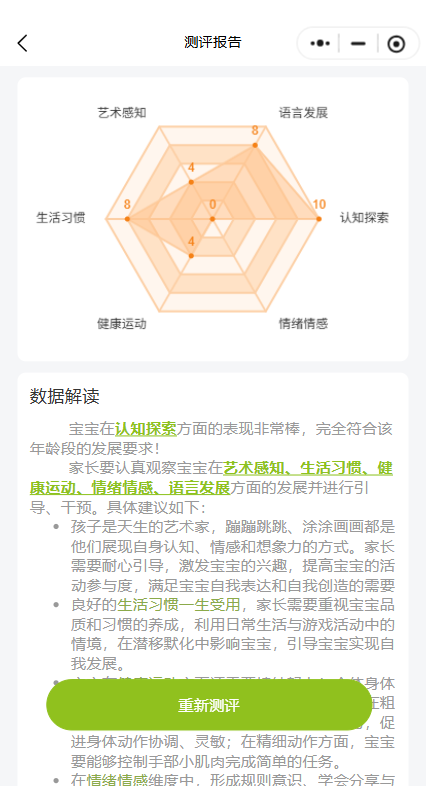 测评报告
艺术感知
语言发展
8
4
8
0
10
生活习惯
认知探索
4
健康运动
情绪情感
数据解读
宝宝在认知探索方面的表现非常棒，完全符合该
年龄段的发展要求！
家长要认真观察宝宝在艺术感知、生活习惯、健
康运动、情绪情感、语言发展方面的发展并进行引
导、干预。具体建议如下：
• 孩子是天生的艺术家，蹦蹦跳跳、涂涂画画都是
他们展现自身认知、情感和想象力的方式。家长
需要耐心引导，激发宝宝的兴趣，提高宝宝的活
动参与度，满足宝宝自我表达和自我创造的需要
• 良好的生活习惯一生受用，家长需要重视宝宝品
质和习惯的养成，利用日常生活与游戏活动中的
情境，在潜移默化中影响宝宝，引导宝宝实现自
我发展。
身体
重新测评
在粗
，促
进身体动作协调、灵敏；在精细动作方面，宝宝
要能够控制手部小肌肉完成简单的任务。
• 在情绪情感维度中，形成规则意识、学会分享与